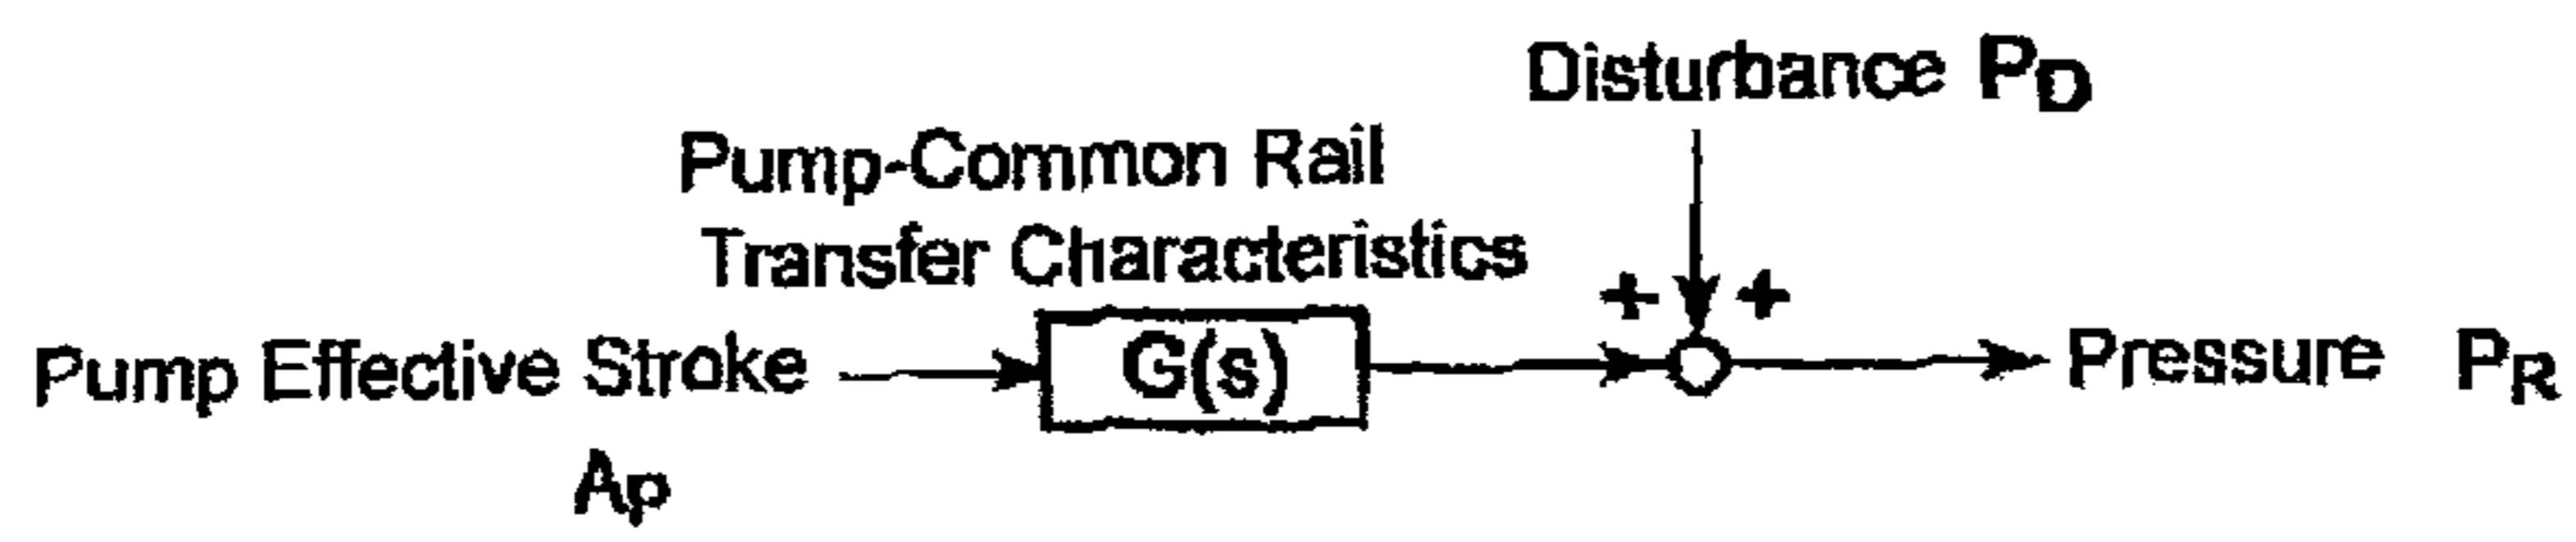 Disturbance PD
Pump-Common Rail
Transfer Characteristics
+ +
Pump Effective Stroke
G(s)
Pressure PR
Ap